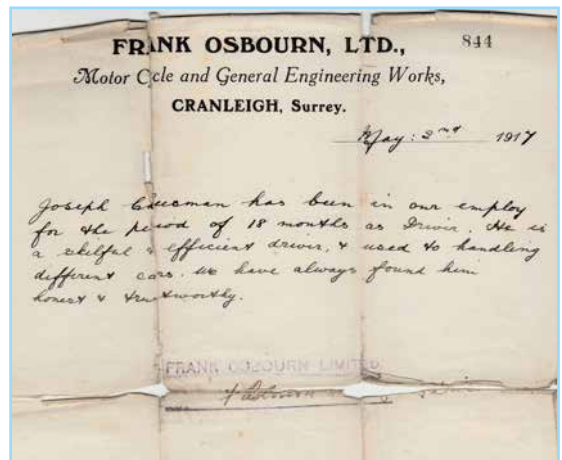 FRANK OSBOURN, LTD., 844
Motor Cycle and General Engineering Works,
CRANLEIGH, Surrey.
May: 2nd 1917
Joseph has been in our employ
for the period of 18 months as Driver. He is
a skilful & efficient driver, & used to handling
different cars. We have always found him
honest & trustworthy.
FRANK OSBOURN LIMITED